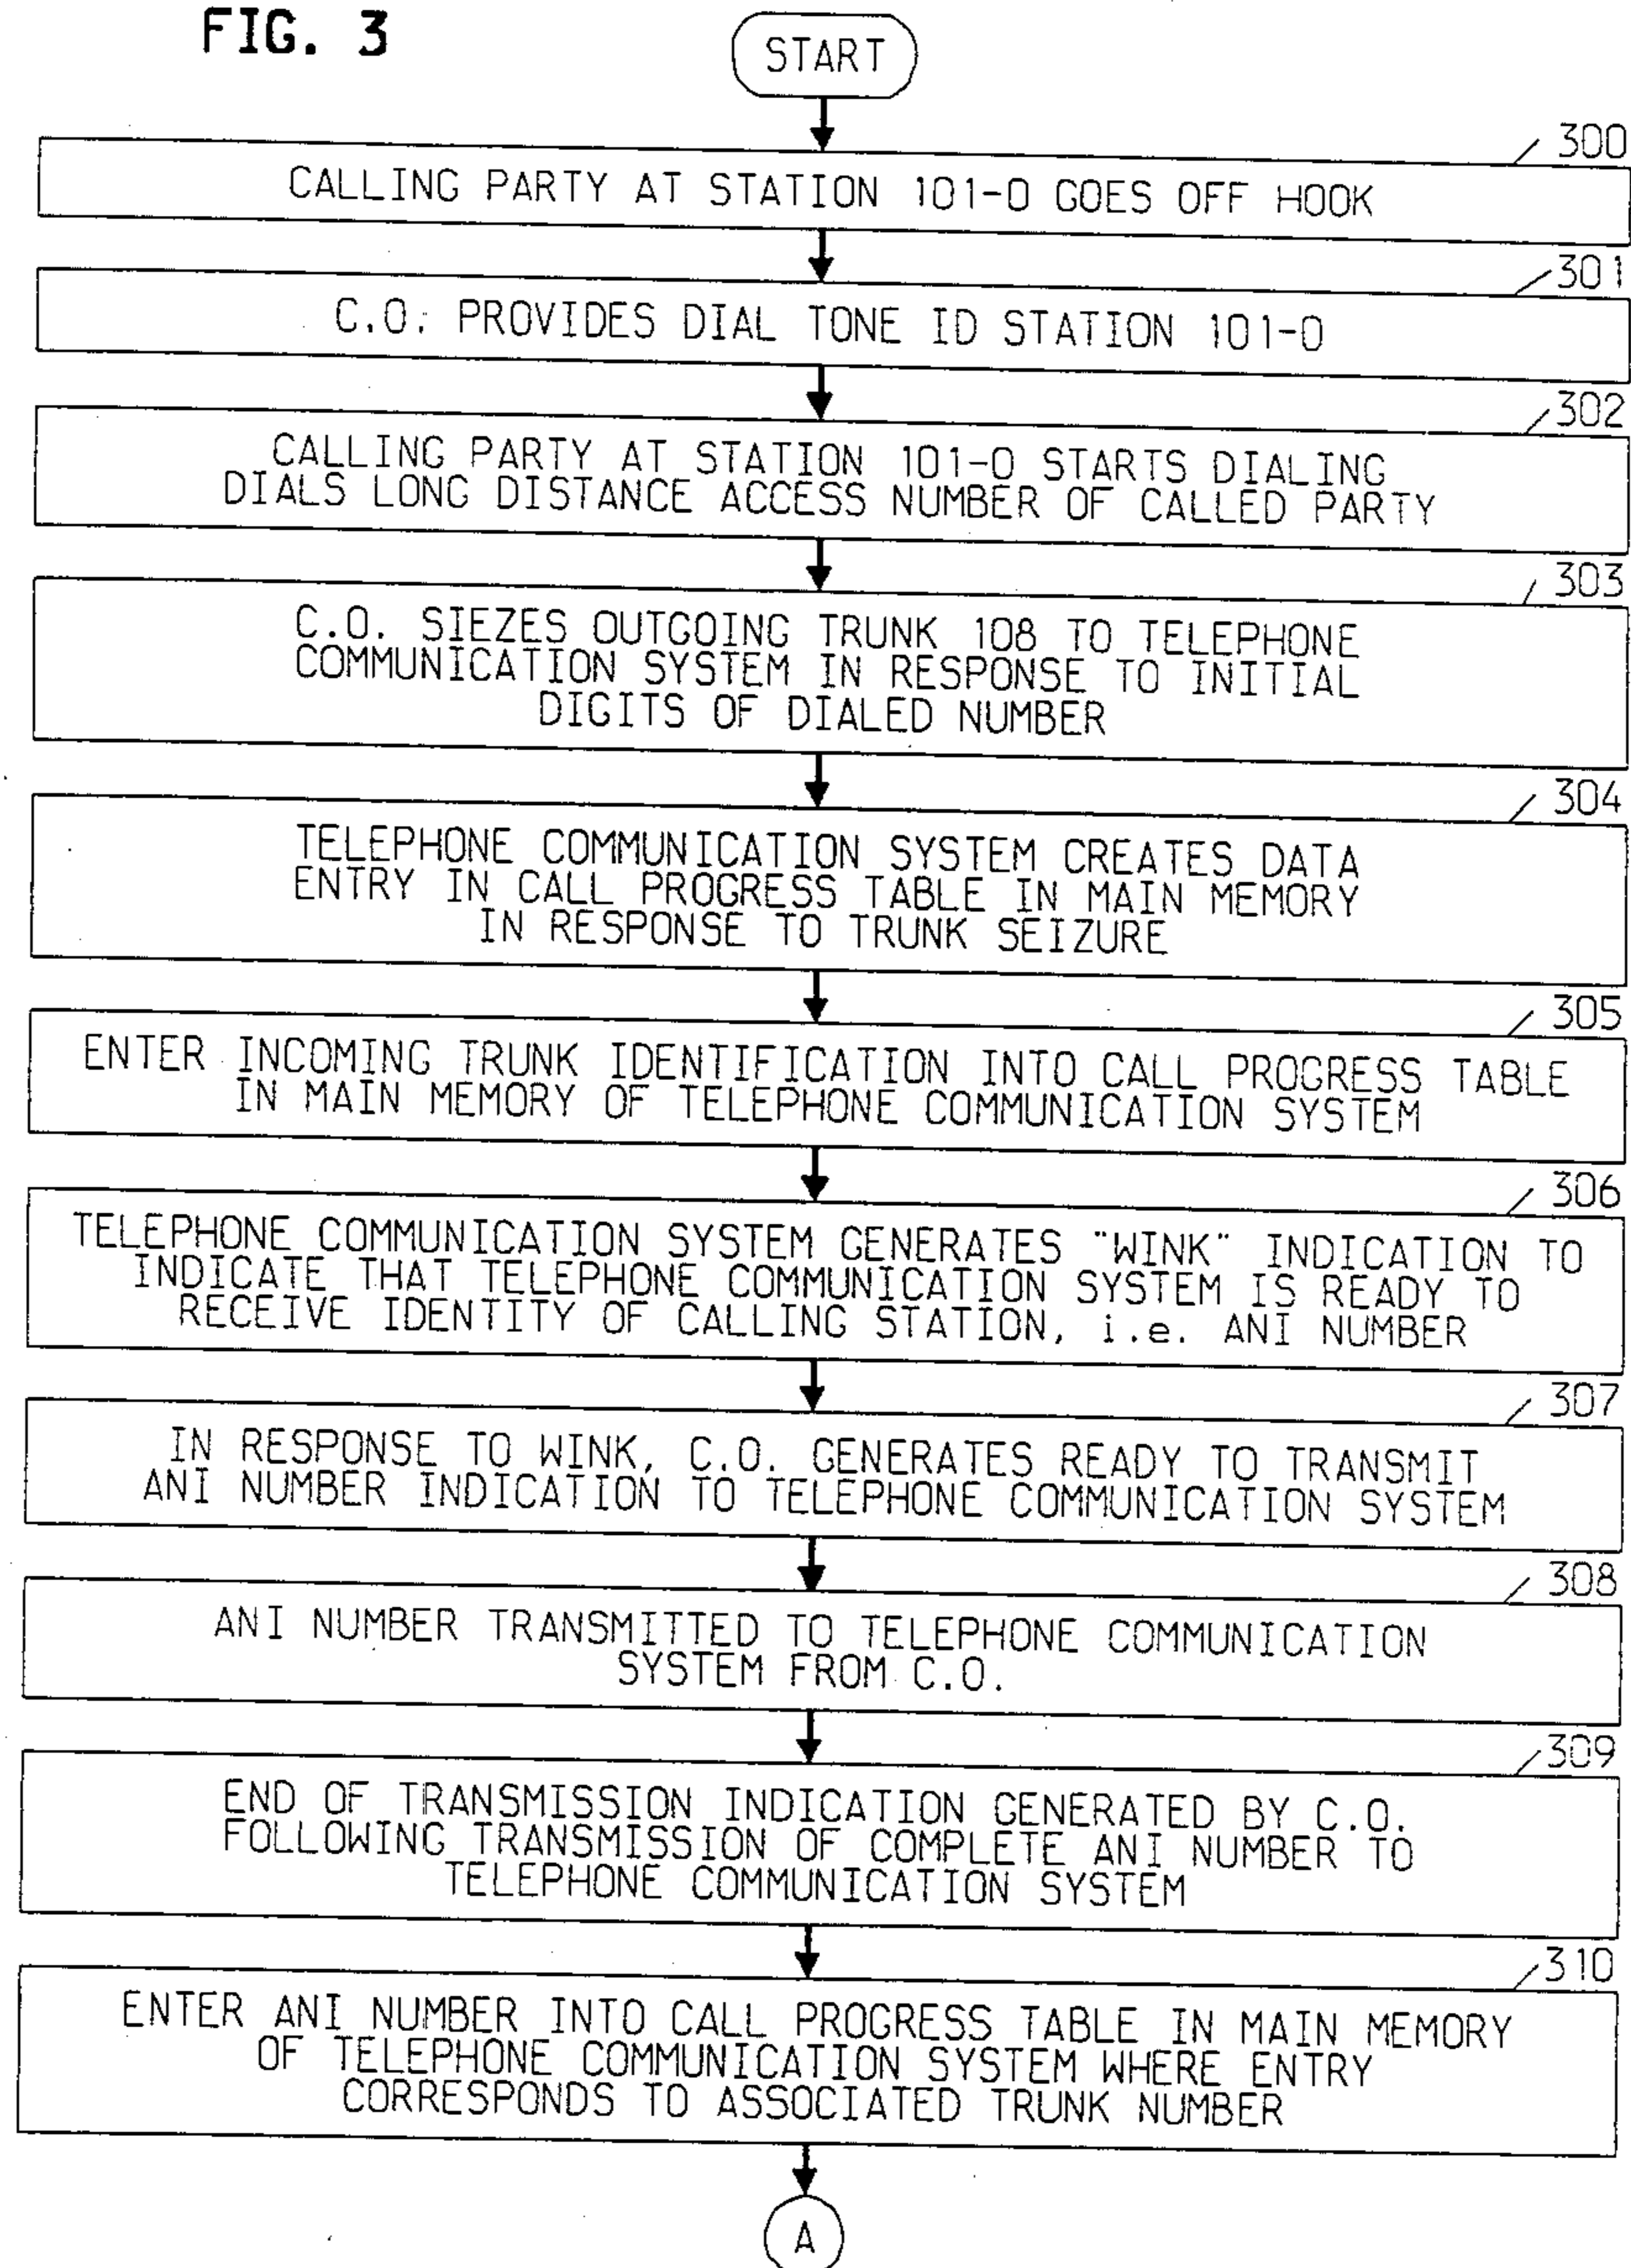 FIG. 3
START
300
CALLING PARTY AT STATION 101-0 GOES OFF HOOK
301
C.O. PROVIDES DIAL TONE ID STATION 101-0
302
CALLING PARTY AT STATION 101-0 STARTS DIALING
DIALS LONG DISTANCE ACCESS NUMBER OF CALLED PARTY
303
C.O. SIEZES OUTGOING TRUNK 108 TO TELEPHONE
COMMUNICATION SYSTEM IN RESPONSE TO INITIAL
DIGITS OF DIALED NUMBER
304
TELEPHONE COMMUNICATION SYSTEM CREATES DATA
ENTRY IN CALL PROGRESS TABLE IN MAIN MEMORY
IN RESPONSE TO TRUNK SEIZURE
305
ENTER INCOMING TRUNK IDENTIFICATION INTO CALL PROGRESS TABLE
IN MAIN MEMORY OF TELEPHONE COMMUNICATION SYSTEM
306
TELEPHONE COMMUNICATION SYSTEM GENERATES "WINK" INDICATION TO
INDICATE THAT TELEPHONE COMMUNICATION SYSTEM IS READY TO
RECEIVE IDENTITY OF CALLING STATION, i.e. ANI NUMBER
307
IN RESPONSE TO WINK, C.O. GENERATES READY TO TRANSMIT
ANI NUMBER INDICATION TO TELEPHONE COMMUNICATION SYSTEM
308
ANI NUMBER TRANSMITTED TO TELEPHONE COMMUNICATION
SYSTEM FROM C.O.
309
END OF TRANSMISSION INDICATION GENERATED BY C.O.
FOLLOWING TRANSMISSION OF COMPLETE ANI NUMBER TO
TELEPHONE COMMUNICATION SYSTEM
310
ENTER ANI NUMBER INTO CALL PROGRESS TABLE IN MAIN MEMORY
OF TELEPHONE COMMUNICATION SYSTEM WHERE ENTRY
CORRESPONDS TO ASSOCIATED TRUNK NUMBER
A